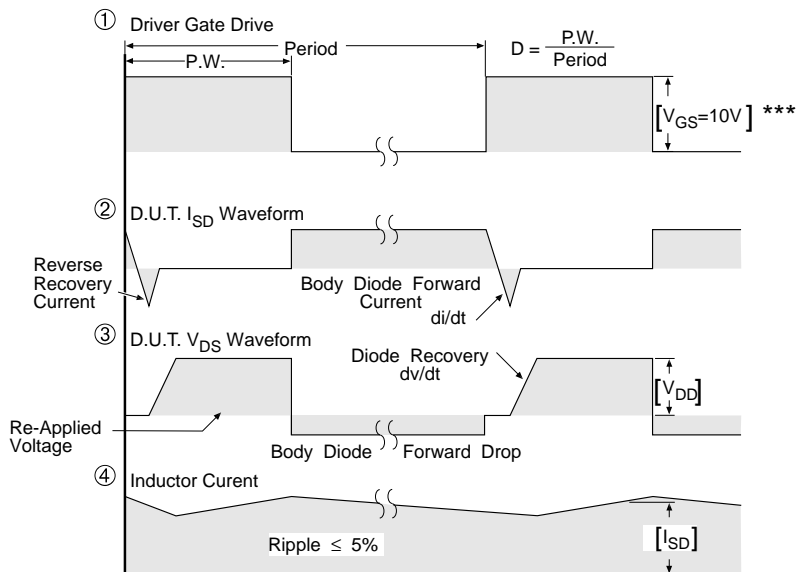 ① Driver Gate Drive
Period
P.W.
D = P.W. / Period
[VGS=10V] ***
② D.U.T. ISD Waveform
Reverse
Recovery
Current
Body Diode Forward
Current
di/dt
③ D.U.T. VDS Waveform
Diode Recovery
dv/dt
[VDD]
Re-Applied
Voltage
Body Diode Forward Drop
④ Inductor Curent
Ripple ≤ 5%
[ISD]